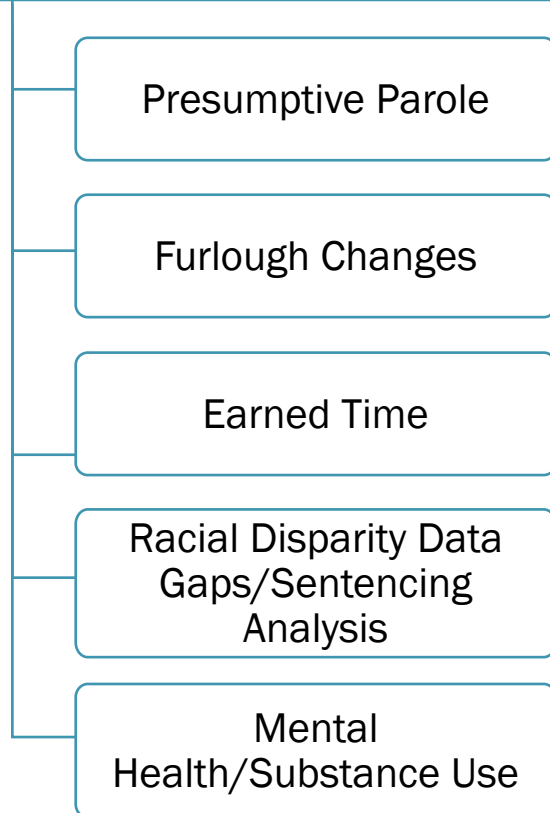 Presumptive Parole
Furlough Changes
Earned Time
Racial Disparity Data
Gaps/Sentencing
Analysis
Mental
Health/Substance Use